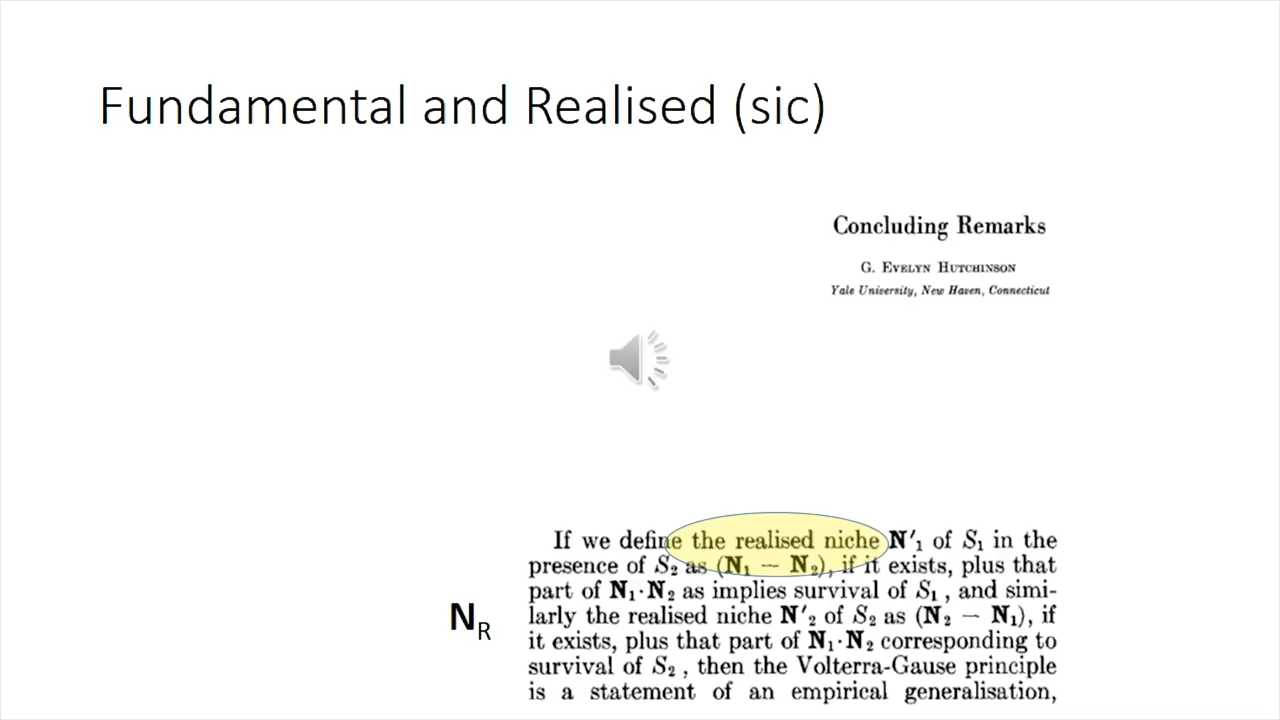 Fundamental and Realised (sic)
Concluding Remarks
G. Evelyn Hutchinson
Yale University, New Haven, Connecticut
If we define the realised niche N′₁ of S₁ in the
presence of S₂ as (N₁ − N₂), if it exists, plus that
part of N₁·N₂ as implies survival of S₁, and simi-
larly the realised niche N′₂ of S₂ as (N₂ − N₁), if
it exists, plus that part of N₁·N₂ corresponding to
survival of S₂, then the Volterra-Gause principle
is a statement of an empirical generalisation,
N_R